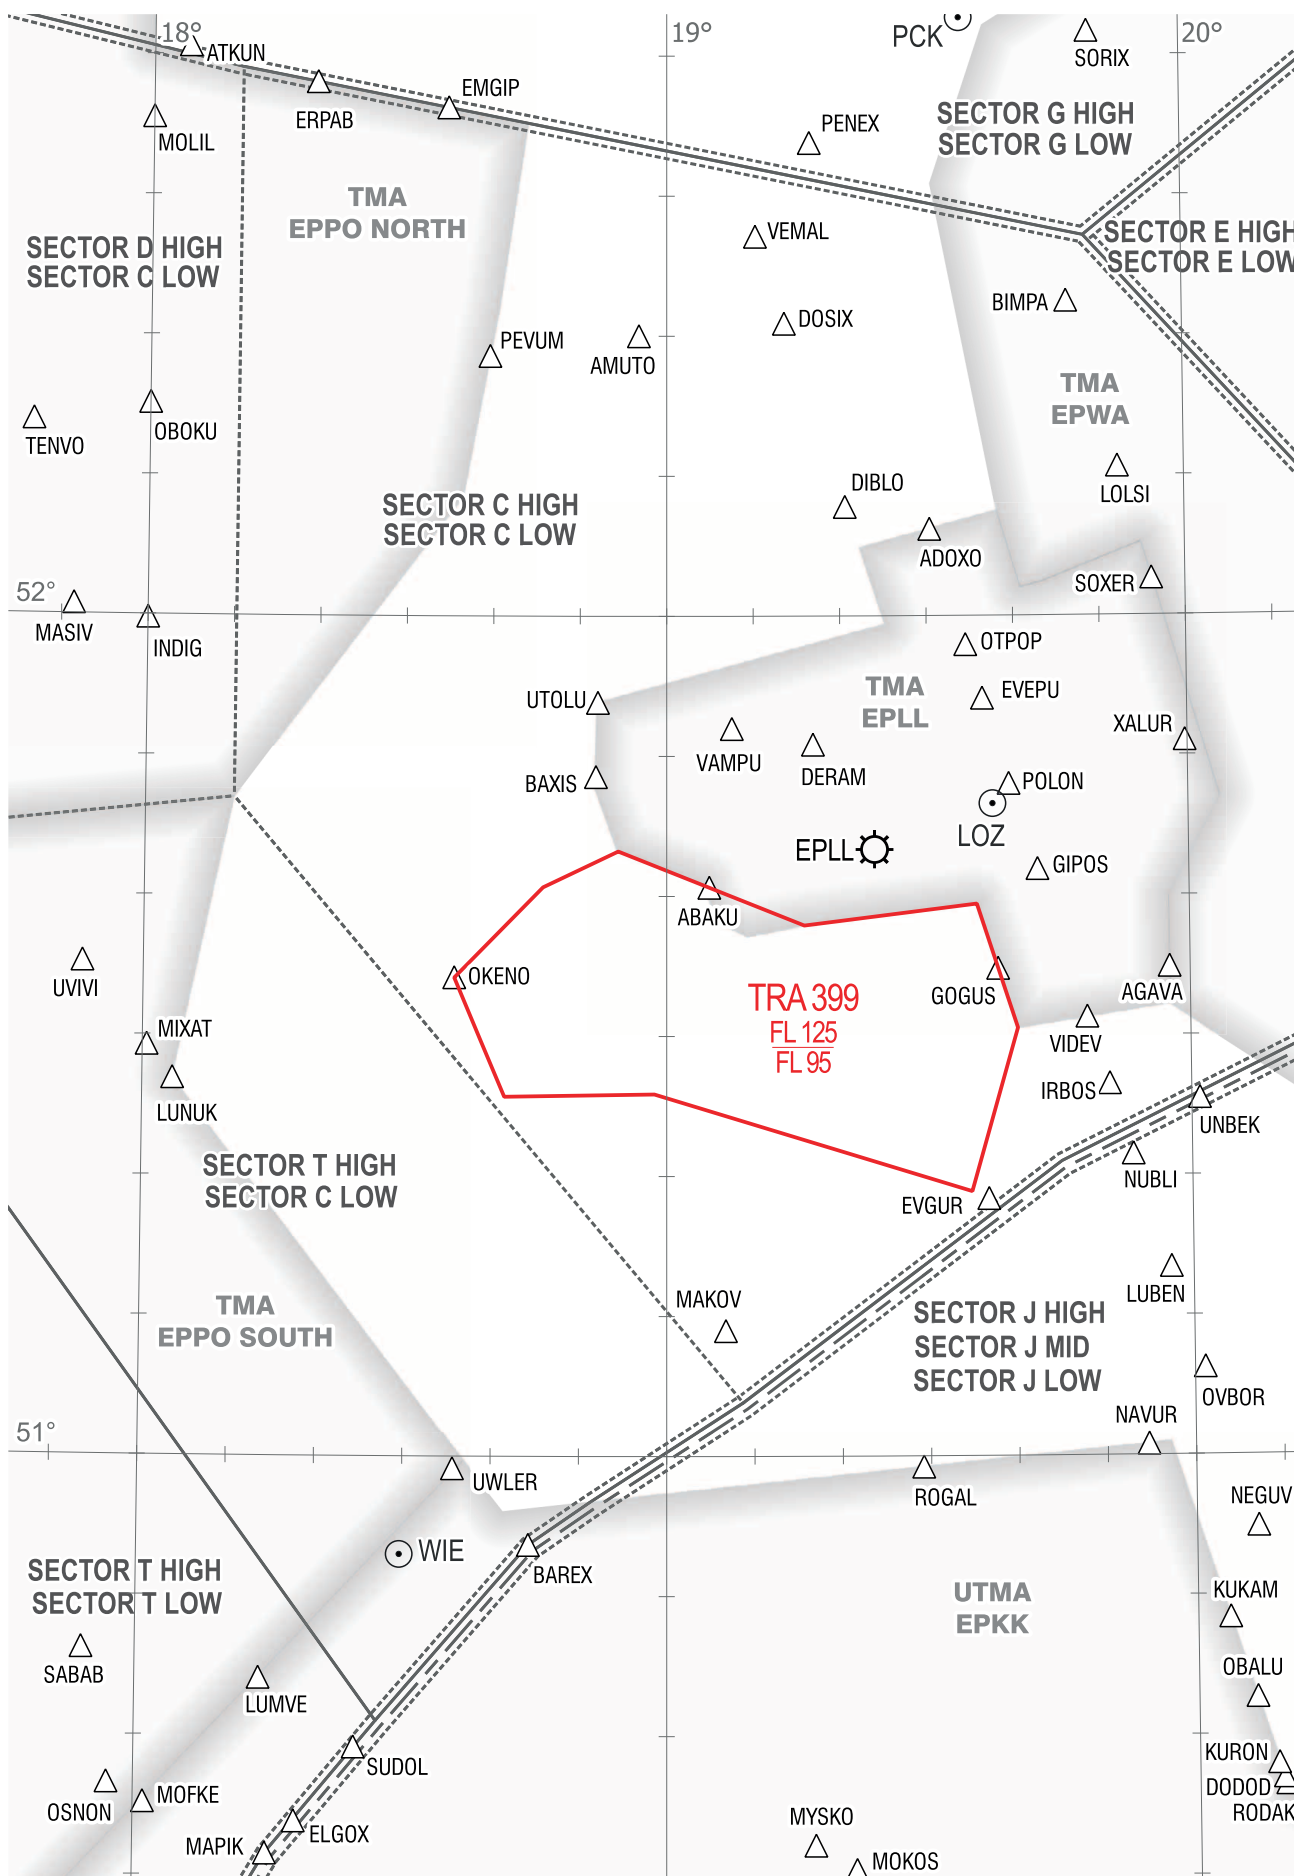 18°
19°
20°
PCK
SORIX
ATKUN
ERPAB
EMGIP
MOLIL
PENEX
SECTOR G HIGH
SECTOR G LOW
TMA
EPPO NORTH
VEMAL
SECTOR D HIGH
SECTOR C LOW
SECTOR E HIGH
SECTOR E LOW
BIMPA
DOSIX
PEVUM
AMUTO
TMA
EPWA
TENVO
OBOKU
LOLSI
DIBLO
SECTOR C HIGH
SECTOR C LOW
ADOXO
SOXER
52°
MASIV
INDIG
OTPOP
EVEPU
UTOLU
TMA
EPLL
XALUR
VAMPU
DERAM
BAXIS
POLON
LOZ
EPLL
GIPOS
ABAKU
UVIVI
OKENO
GOGUS
AGAVA
TRA 399
FL 125
FL 95
MIXAT
VIDEV
LUNUK
IRBOS
UNBEK
SECTOR T HIGH
SECTOR C LOW
NUBLI
EVGUR
LUBEN
MAKOV
TMA
EPPO SOUTH
SECTOR J HIGH
SECTOR J MID
SECTOR J LOW
OVBOR
NAVUR
51°
UWLER
ROGAL
NEGUV
WIE
BAREX
SECTOR T HIGH
SECTOR T LOW
UTMA
EPKK
KUKAM
SABAB
LUMVE
OBALU
SUDOL
KURON
DODOD
RODAK
OSNON
MOFKE
ELGOX
MAPIK
MYSKO
MOKOS